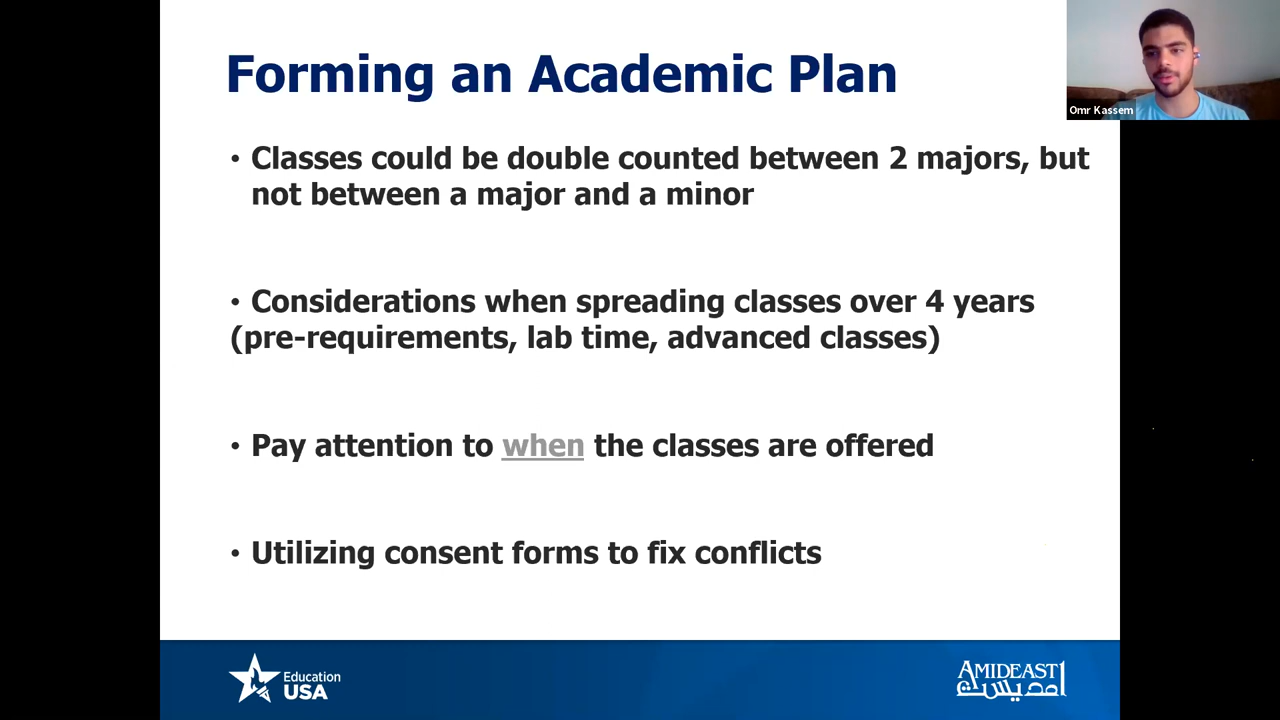 Forming an Academic Plan
Omr Kassem
• Classes could be double counted between 2 majors, but
not between a major and a minor
• Considerations when spreading classes over 4 years
(pre-requirements, lab time, advanced classes)
• Pay attention to when the classes are offered
• Utilizing consent forms to fix conflicts
Education
USA
AMIDEAST
امديست